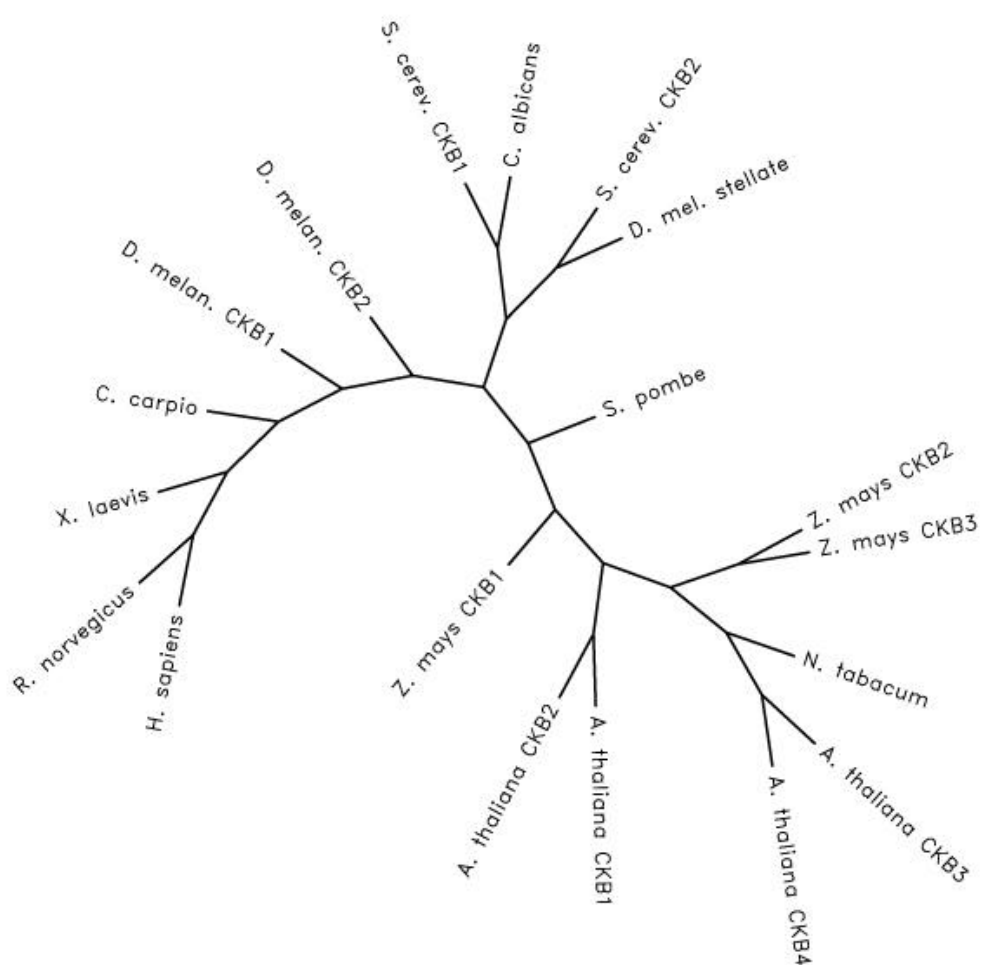 S. cerev. CKB1
C. albicans
S. cerev. CKB2
D. mel. stellate
D. melan. CKB2
D. melan. CKB1
C. carpio
S. pombe
X. laevis
Z. mays CKB2
Z. mays CKB3
Z. mays CKB1
R. norvegicus
H. sapiens
N. tabacum
A. thaliana CKB2
A. thaliana CKB1
A. thaliana CKB3
A. thaliana CKB4